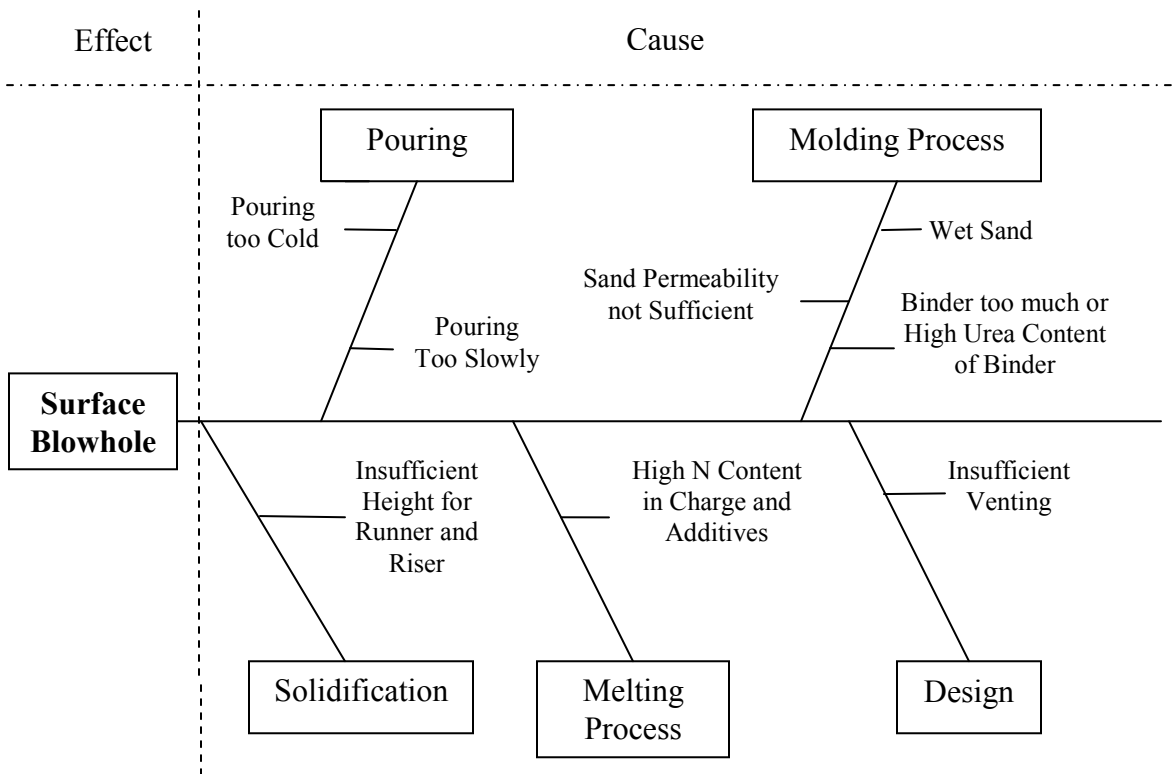 Effect
Cause
Pouring
Molding Process
Pouring
too Cold
Wet Sand
Sand Permeability
not Sufficient
Binder too much or
High Urea Content
of Binder
Pouring
Too Slowly
Surface
Blowhole
Insufficient
Height for
Runner and
Riser
High N Content
in Charge and
Additives
Insufficient
Venting
Solidification
Melting
Process
Design